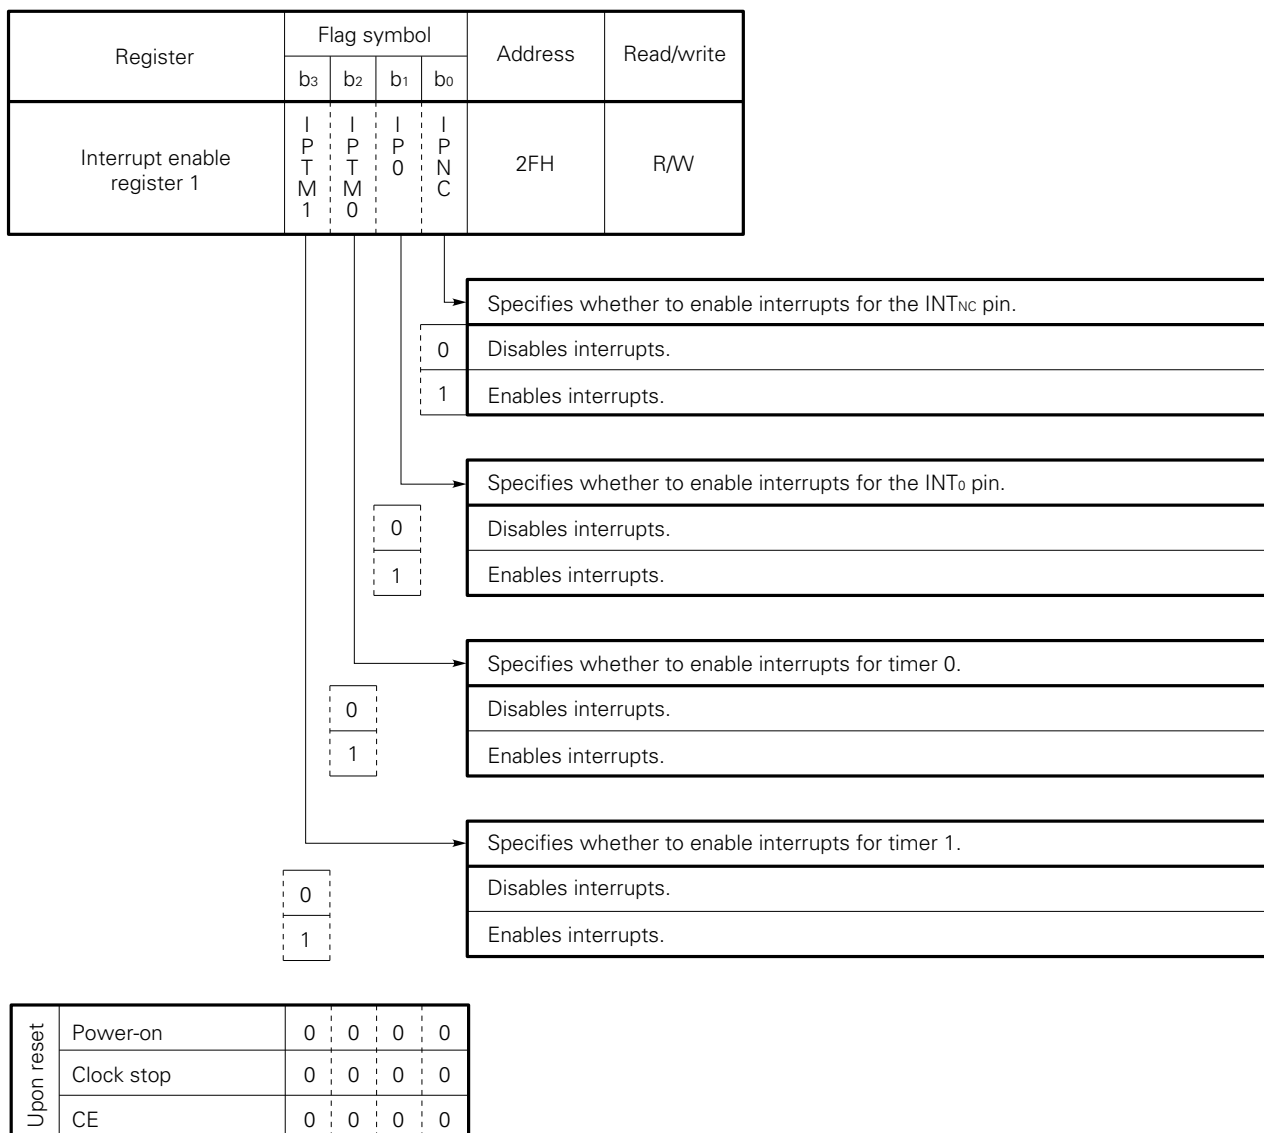 Register
Flag symbol
Address
Read/write
b3 b2 b1 b0
Interrupt enable
register 1
IPTM1
IPTM0
IP0
IPNC
2FH
R/W
Specifies whether to enable interrupts for the INTNC pin.
0 Disables interrupts.
1 Enables interrupts.
Specifies whether to enable interrupts for the INT0 pin.
0 Disables interrupts.
1 Enables interrupts.
Specifies whether to enable interrupts for timer 0.
0 Disables interrupts.
1 Enables interrupts.
Specifies whether to enable interrupts for timer 1.
0 Disables interrupts.
1 Enables interrupts.
Upon reset
Power-on 0 0 0 0
Clock stop 0 0 0 0
CE 0 0 0 0